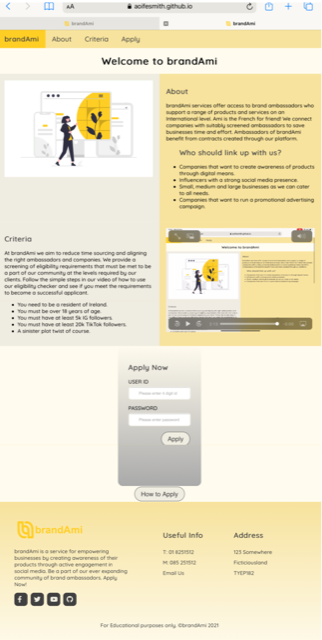 AA
aoifesmith.github.io
brandAmi
brandAmi
brandAmi About Criteria Apply
Welcome to brandAmi
About
brandAmi services offer access to brand ambassadors who
support a range of products and services on an
international level. Ami is the French for friend! We connect
companies with suitably screened ambassadors to save
businesses time and effort. Ambassadors of brandAmi
benefit from contracts created through our platform.
Who should link up with us?
Companies that want to create awareness of products
through digital means.
Influencers with a strong social media presence.
Small, medium and large businesses as we can cater
to all needs.
Companies that want to run a promotional advertising
campaign.
Criteria
At brandAmi we aim to reduce time sourcing and aligning
the right ambassadors and companies. We provide a
screening of eligibility requirements that must be met to be
a part of our community at the levels required by our
clients. Follow the simple steps in our video of how to use
our eligibility checker and see if you meet the requirements
to become a successful applicant.
You need to be a resident of Ireland.
You must be over 18 years of age.
You must have at least 5k IG followers.
You must have at least 20k TikTok followers.
A sinister plot twist of course.
Welcome to brandAmi
Apply Now
USER ID
Please enter a sign in
PASSWORD
Please enter password
Apply
How to Apply
brandAmi
brandAmi is a service for empowering
businesses by creating awareness of their
products through active engagement in
social media. Be a part of our ever expanding
community of brand ambassadors. Apply
Now!
Useful Info
T: 01 8251512
M: 085 251512
Email Us
Address
123 Somewhere
Ficticiousland
TYEP182
For Educational purposes only. ©brandAmi 2021